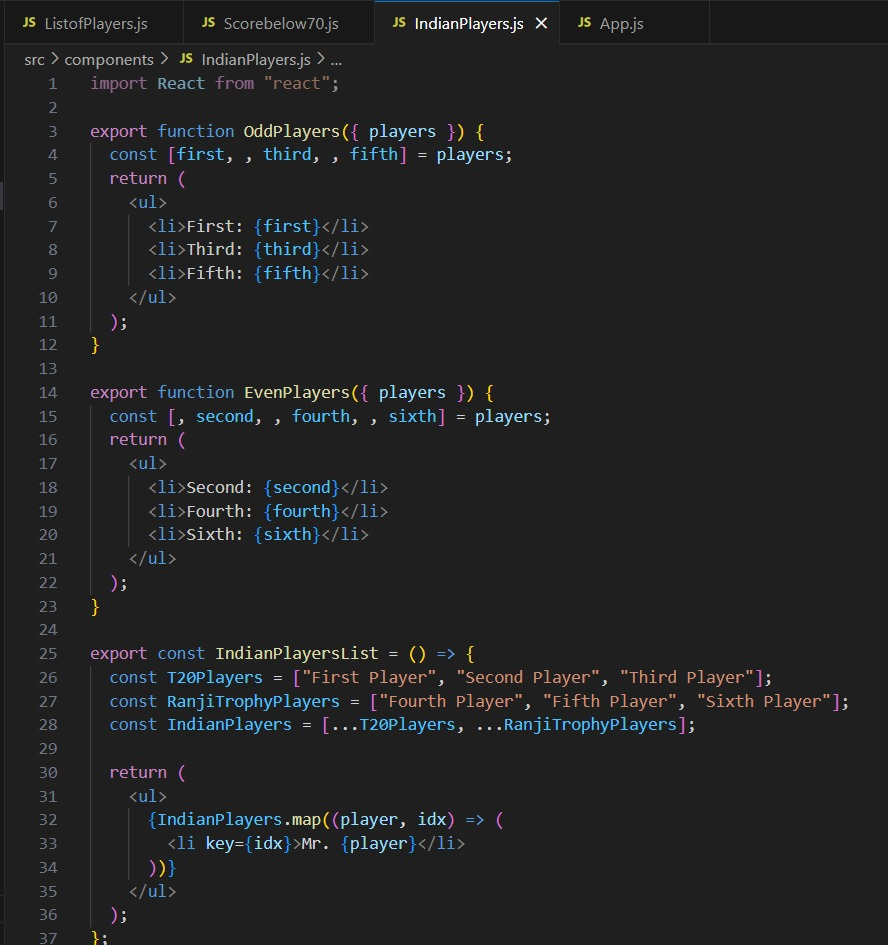 JS ListofPlayers.js JS Scorebelow70.js JS IndianPlayers.js × JS App.js
src > components > JS IndianPlayers.js > ...
1 import React from "react";
2
3 export function OddPlayers({ players }) {
4   const [first, , third, , fifth] = players;
5   return (
6     <ul>
7       <li>First: {first}</li>
8       <li>Third: {third}</li>
9       <li>Fifth: {fifth}</li>
10     </ul>
11   );
12 }
13
14 export function EvenPlayers({ players }) {
15   const [, second, , fourth, , sixth] = players;
16   return (
17     <ul>
18       <li>Second: {second}</li>
19       <li>Fourth: {fourth}</li>
20       <li>Sixth: {sixth}</li>
21     </ul>
22   );
23 }
24
25 export const IndianPlayersList = () => {
26   const T20Players = ["First Player", "Second Player", "Third Player"];
27   const RanjiTrophyPlayers = ["Fourth Player", "Fifth Player", "Sixth Player"];
28   const IndianPlayers = [...T20Players, ...RanjiTrophyPlayers];
29
30   return (
31     <ul>
32       {IndianPlayers.map((player, idx) => (
33         <li key={idx}>Mr. {player}</li>
34       ))}
35     </ul>
36   );
37 };